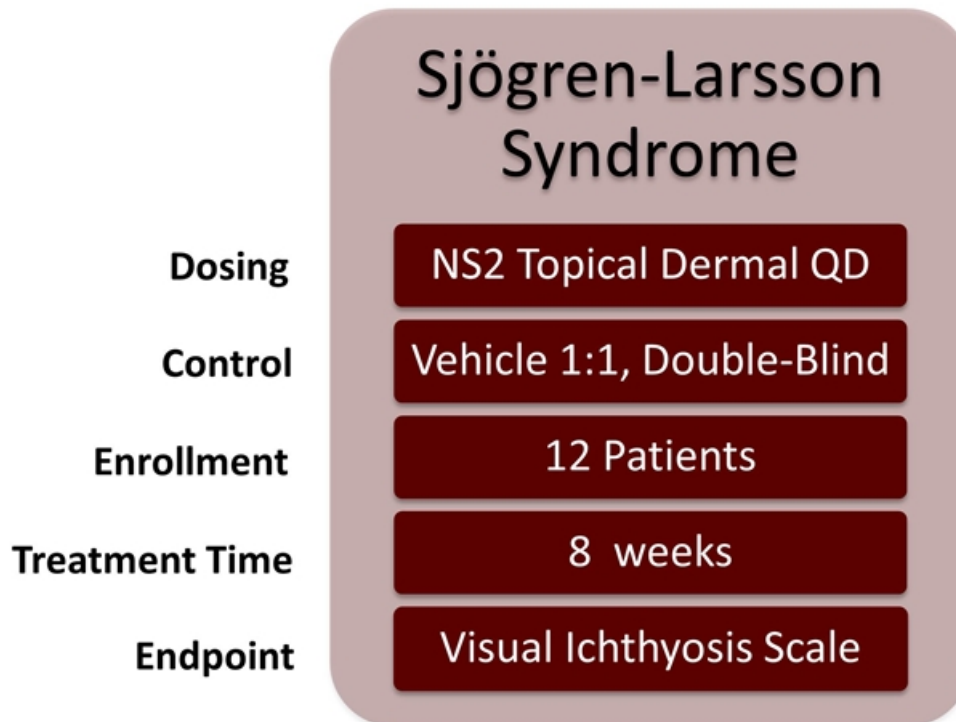 Sjögren-Larsson
Syndrome
Dosing NS2 Topical Dermal QD
Control Vehicle 1:1, Double-Blind
Enrollment 12 Patients
Treatment Time 8 weeks
Endpoint Visual Ichthyosis Scale